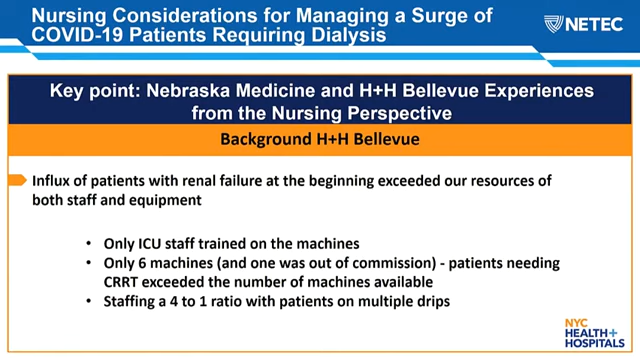 Nursing Considerations for Managing a Surge of
COVID-19 Patients Requiring Dialysis
NETEC
Key point: Nebraska Medicine and H+H Bellevue Experiences
from the Nursing Perspective
Background H+H Bellevue
Influx of patients with renal failure at the beginning exceeded our resources of
both staff and equipment
• Only ICU staff trained on the machines
• Only 6 machines (and one was out of commission) - patients needing
CRRT exceeded the number of machines available
• Staffing a 4 to 1 ratio with patients on multiple drips
NYC
HEALTH+
HOSPITALS